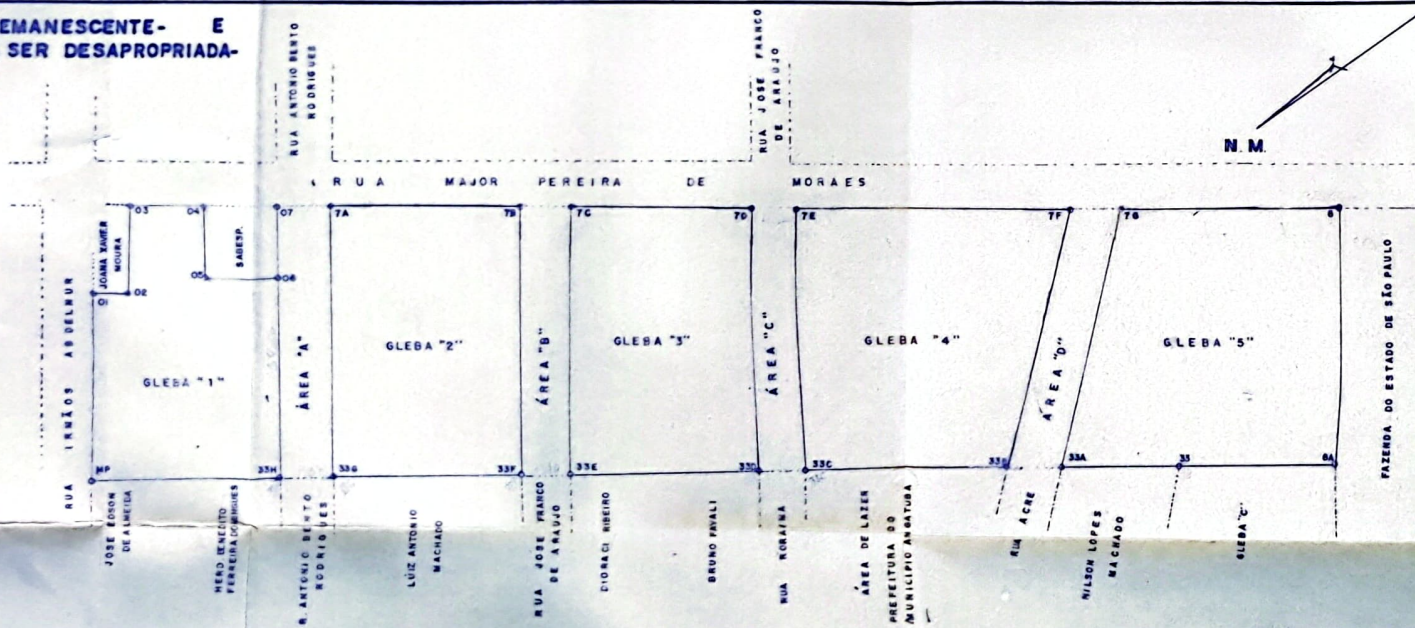 EMANESCENTE- E
SER DESAPROPRIADA-
RUA ANTONIO BENTO
RODRIGUES
RUA JOSE FRANCO
DE ARAUJO
N. M.
RUA MAJOR PEREIRA DE MORAES
03
04
07
7A
7B
7C
7D
7E
7F
7G
8
JOANA XAVIER
MOURA
SABESP.
01
02
05
06
RUA IRMÃOS ABDELNUR
GLEBA "1"
ÁREA "A"
GLEBA "2"
ÁREA "B"
GLEBA "3"
ÁREA "C"
GLEBA "4"
ÁREA "D"
GLEBA "5"
FAZENDA DO ESTADO DE SÃO PAULO
MP
33H
33G
33F
33E
33D
33C
33B
33A
33
8A
JOSE EDSON
DE ALMEIDA
HERD. BENEDITO
FERREIRA DOMINGUES
R. ANTONIO BENTO
RODRIGUES
LUIZ ANTONIO
MACHADO
RUA JOSE FRANCO
DE ARAUJO
DIORACI RIBEIRO
BRUNO PAVALI
RUA RORAIMA
ÁREA DE LAZER
PREFEITURA DO
MUNICIPIO ANGATUBA
RUA ACRE
NILSON LOPES
MACHADO
GLEBA "C"